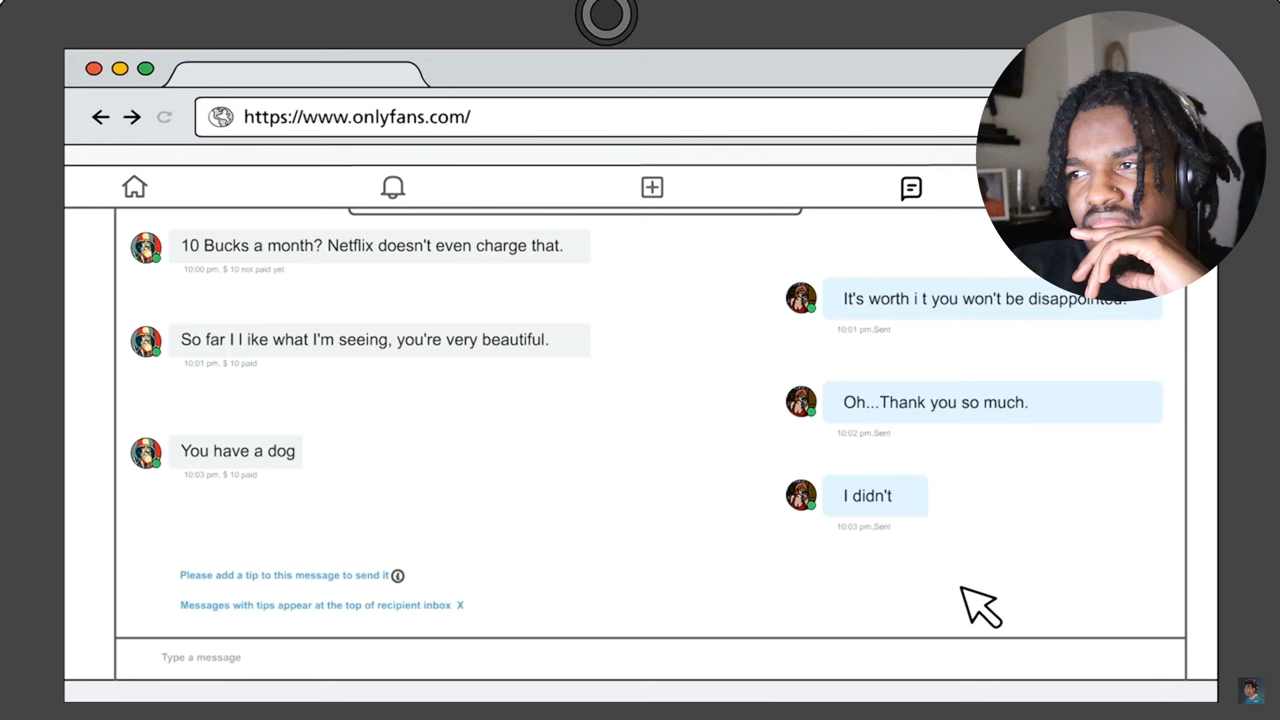 https://www.onlyfans.com/
10 Bucks a month? Netflix doesn't even charge that.
10:00 pm, $ 10 not paid yet
It's worth i t you won't be disappointed.
10:01 pm,Sent
So far I l ike what I'm seeing, you're very beautiful.
10:01 pm, $ 10 paid
Oh...Thank you so much.
10:02 pm,Sent
You have a dog
10:03 pm, $ 10 paid
I didn't
10:03 pm,Sent
Please add a tip to this message to send it
Messages with tips appear at the top of recipient inbox X
Type a message